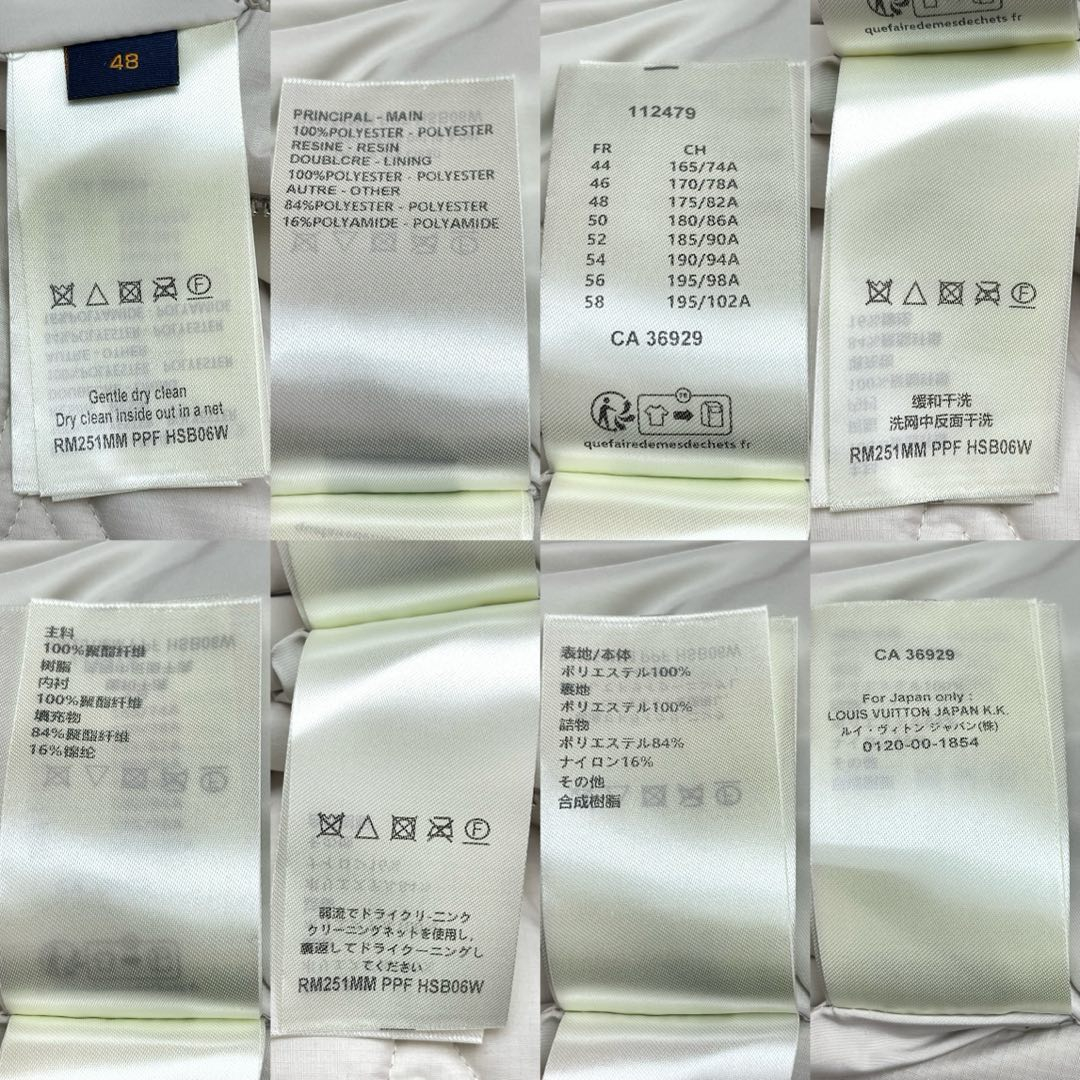 48
Gentle dry clean
Dry clean inside out in a net
RM251MM PPF HSB06W
PRINCIPAL - MAIN
100%POLYESTER - POLYESTER
RESINE - RESIN
DOUBLCRE - LINING
100%POLYESTER - POLYESTER
AUTRE - OTHER
84%POLYESTER - POLYESTER
16%POLYAMIDE - POLYAMIDE
112479
FR CH
44 165/74A
46 170/78A
48 175/82A
50 180/86A
52 185/90A
54 190/94A
56 195/98A
58 195/102A
CA 36929
quefairedemesdechets.fr
quefairedemesdechets.fr
缓和干洗
洗网中反面干洗
RM251MM PPF HSB06W
主料
100%聚酯纤维
树脂
内衬
100%聚酯纤维
填充物
84%聚酯纤维
16%锦纶
弱流でドライクリ-ニンク
クリーニングネットを使用し,
裏返してドライクーニングし
てください
RM251MM PPF HSB06W
表地/本体
ポリエステル100%
裏地
ポリエステル100%
詰物
ポリエステル84%
ナイロン16%
その他
合成樹脂
CA 36929
For Japan only :
LOUIS VUITTON JAPAN K.K.
ルイ・ヴィトン ジャパン(株)
0120-00-1854